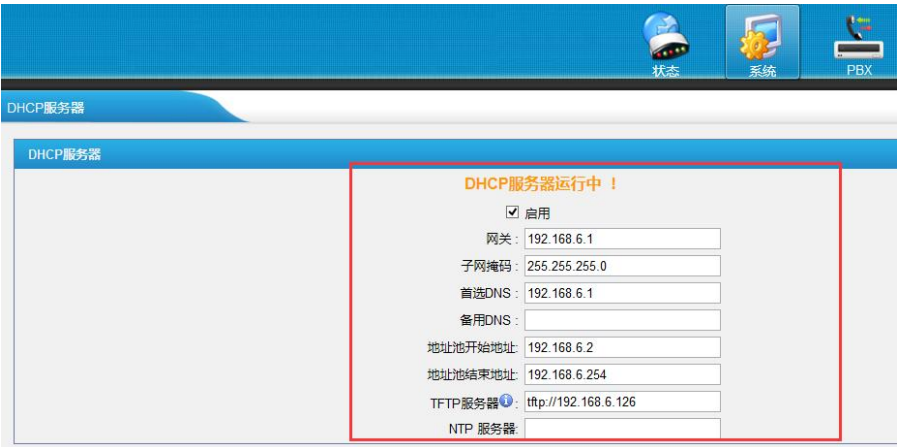 状态 系统 PBX
DHCP服务器
DHCP服务器
DHCP服务器运行中 ！
启用
网关 : 192.168.6.1
子网掩码 : 255.255.255.0
首选DNS : 192.168.6.1
备用DNS :
地址池开始地址: 192.168.6.2
地址池结束地址: 192.168.6.254
TFTP服务器 : tftp://192.168.6.126
NTP 服务器: